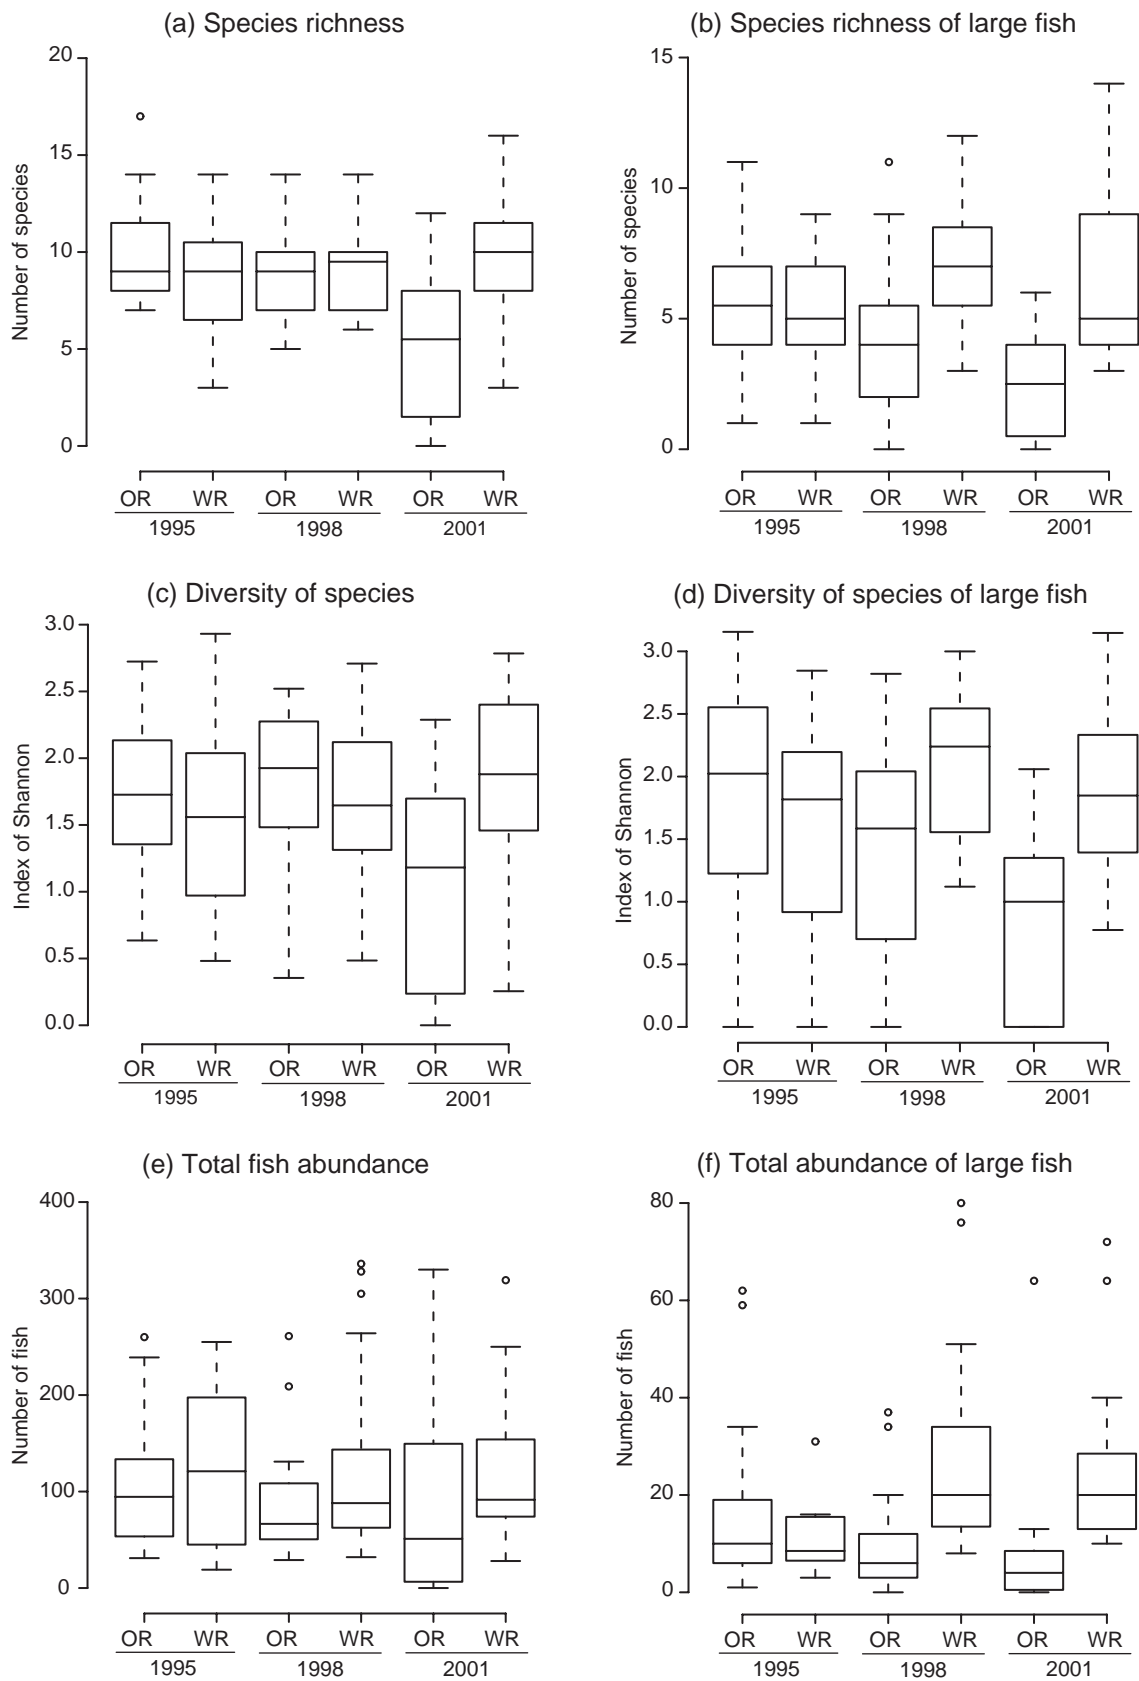 (a) Species richness
(b) Species richness of large fish
Number of species
20
15
10
5
0
OR WR OR WR OR WR
1995 1998 2001
Number of species
15
10
5
0
OR WR OR WR OR WR
1995 1998 2001
(c) Diversity of species
(d) Diversity of species of large fish
Index of Shannon
3.0
2.5
2.0
1.5
1.0
0.5
0.0
OR WR OR WR OR WR
1995 1998 2001
Index of Shannon
3.0
2.5
2.0
1.5
1.0
0.5
0.0
OR WR OR WR OR WR
1995 1998 2001
(e) Total fish abundance
(f) Total abundance of large fish
Number of fish
400
300
200
100
0
OR WR OR WR OR WR
1995 1998 2001
Number of fish
80
60
40
20
0
OR WR OR WR OR WR
1995 1998 2001